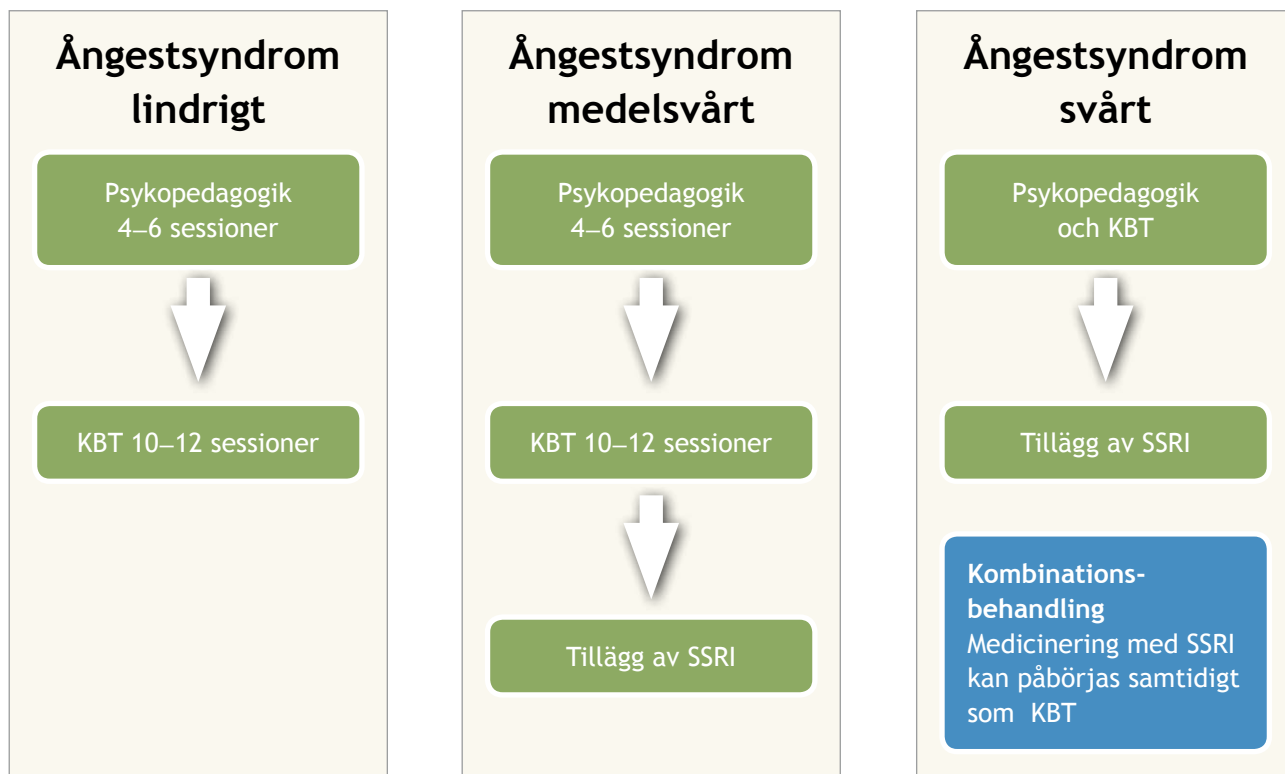 Ångestsyndrom
lindrigt
Psykopedagogik
4–6 sessioner
KBT 10–12 sessioner
Ångestsyndrom
medelsvårt
Psykopedagogik
4–6 sessioner
KBT 10–12 sessioner
Tillägg av SSRI
Ångestsyndrom
svårt
Psykopedagogik
och KBT
Tillägg av SSRI
Kombinations-
behandling
Medicinering med SSRI
kan påbörjas samtidigt
som KBT